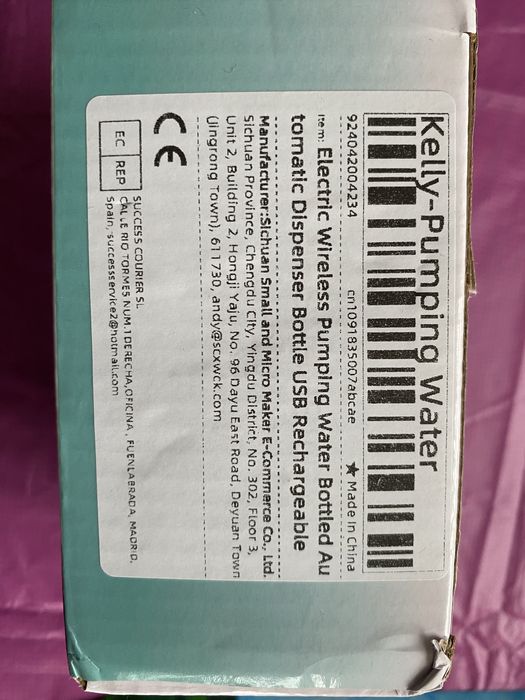 Kelly-Pumping Water
924042004234 cn1091835007abcae ★ Made In China
Item: Electric Wireless Pumping Water Bottled Au
tomatic Dispenser Bottle USB Rechargeable
Manufacturer:Sichuan Small and Micro Maker E-Commerce Co., Ltd.
Sichuan Province, Chengdu City, Yingdu District, No. 302, Floor 3,
Unit 2, Building 2, Hongji Yaju, No. 96 Dayu East Road, Deyuan Town
(Jingrong Town), 611730, andy@scxwck.com
CE
EC REP
SUCCESS COURIER SL
CALLE RIO TORMES NUM.1 DERECHA,OFICINA , FUENLABRADA, MADRID,
Spain, successservice2@hotmail.com